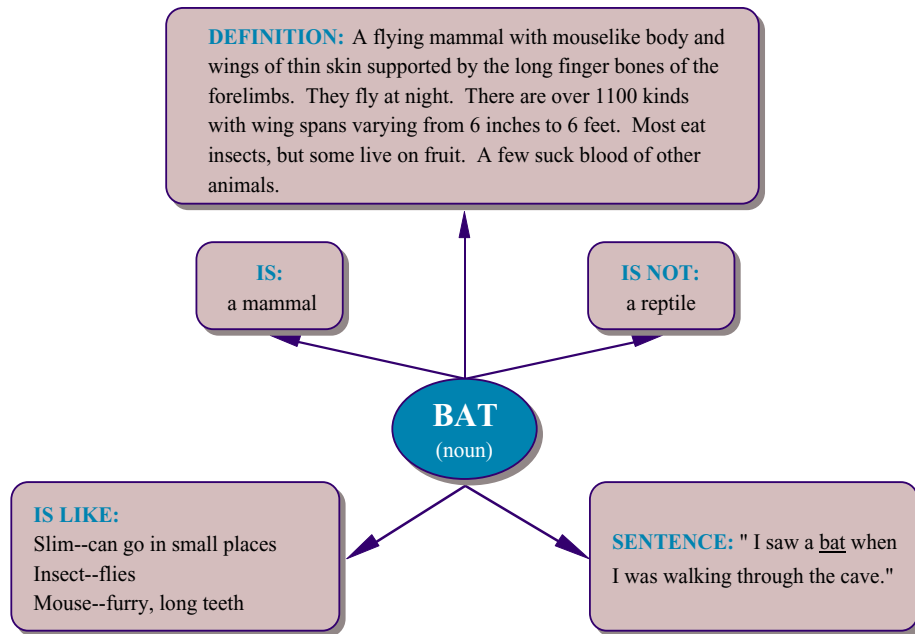 DEFINITION: A flying mammal with mouselike body and
wings of thin skin supported by the long finger bones of the
forelimbs. They fly at night. There are over 1100 kinds
with wing spans varying from 6 inches to 6 feet. Most eat
insects, but some live on fruit. A few suck blood of other
animals.
IS:
a mammal
IS NOT:
a reptile
BAT
(noun)
IS LIKE:
Slim--can go in small places
Insect--flies
Mouse--furry, long teeth
SENTENCE: " I saw a bat when
I was walking through the cave."